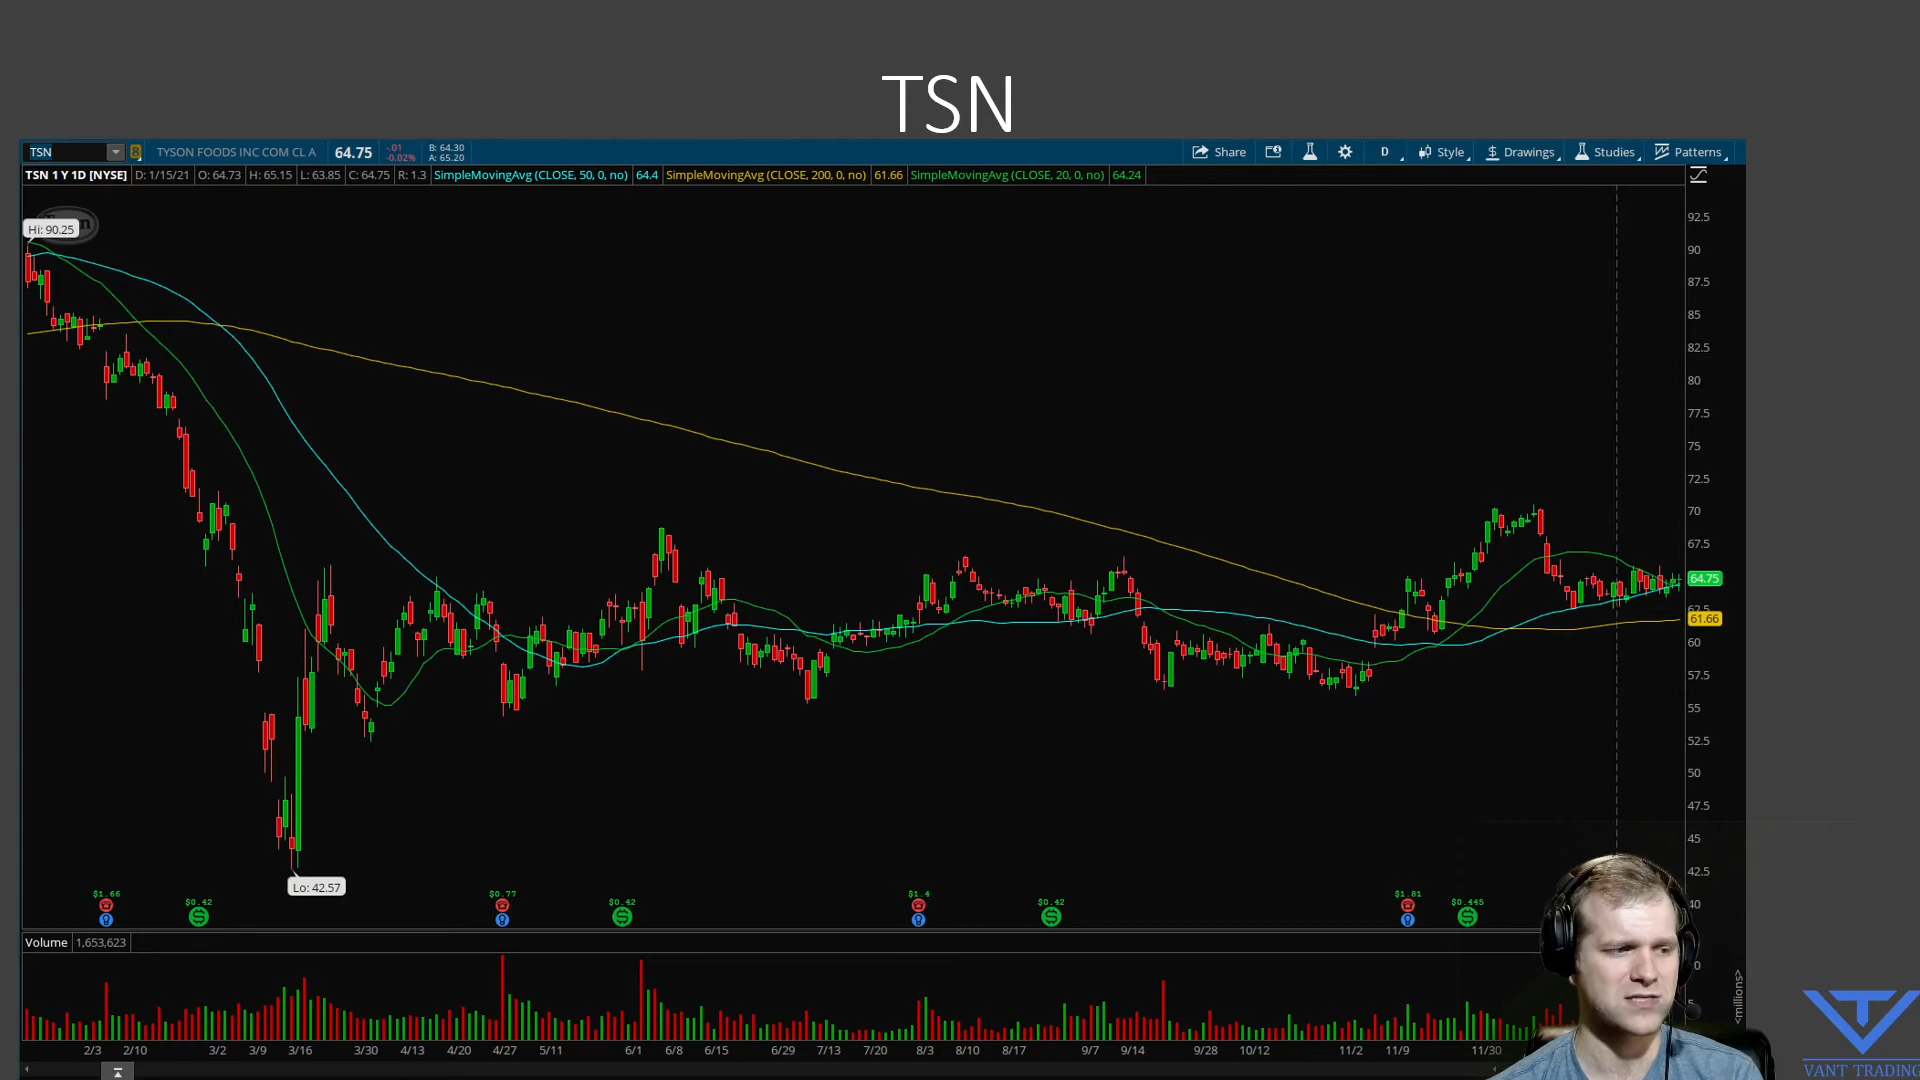 TSN
TSN 8 TYSON FOODS INC COM CL A 64.75 -.01 -0.02% B: 64.30 A: 65.20 Share D Style Drawings Studies Patterns
TSN 1 Y 1D [NYSE] D: 1/15/21 O: 64.73 H: 65.15 L: 63.85 C: 64.75 R: 1.3 SimpleMovingAvg (CLOSE, 50, 0, no) 64.4 SimpleMovingAvg (CLOSE, 200, 0, no) 61.66 SimpleMovingAvg (CLOSE, 20, 0, no) 64.24
Hi: 90.25
92.5
90
87.5
85
82.5
80
77.5
75
72.5
70
67.5
64.75
61.66
60
57.5
55
52.5
50
47.5
45
42.5
40
Lo: 42.57
$1.66 $0.42 $0.77 $0.42 $1.4 $0.42 $1.61 $0.445
Volume 1,653,623
<millions>
2/3 2/10 3/2 3/9 3/16 3/30 4/13 4/20 4/27 5/11 6/1 6/8 6/15 6/29 7/13 7/20 8/3 8/10 8/17 9/7 9/14 9/28 10/12 11/2 11/9 11/30
VANT TRADING